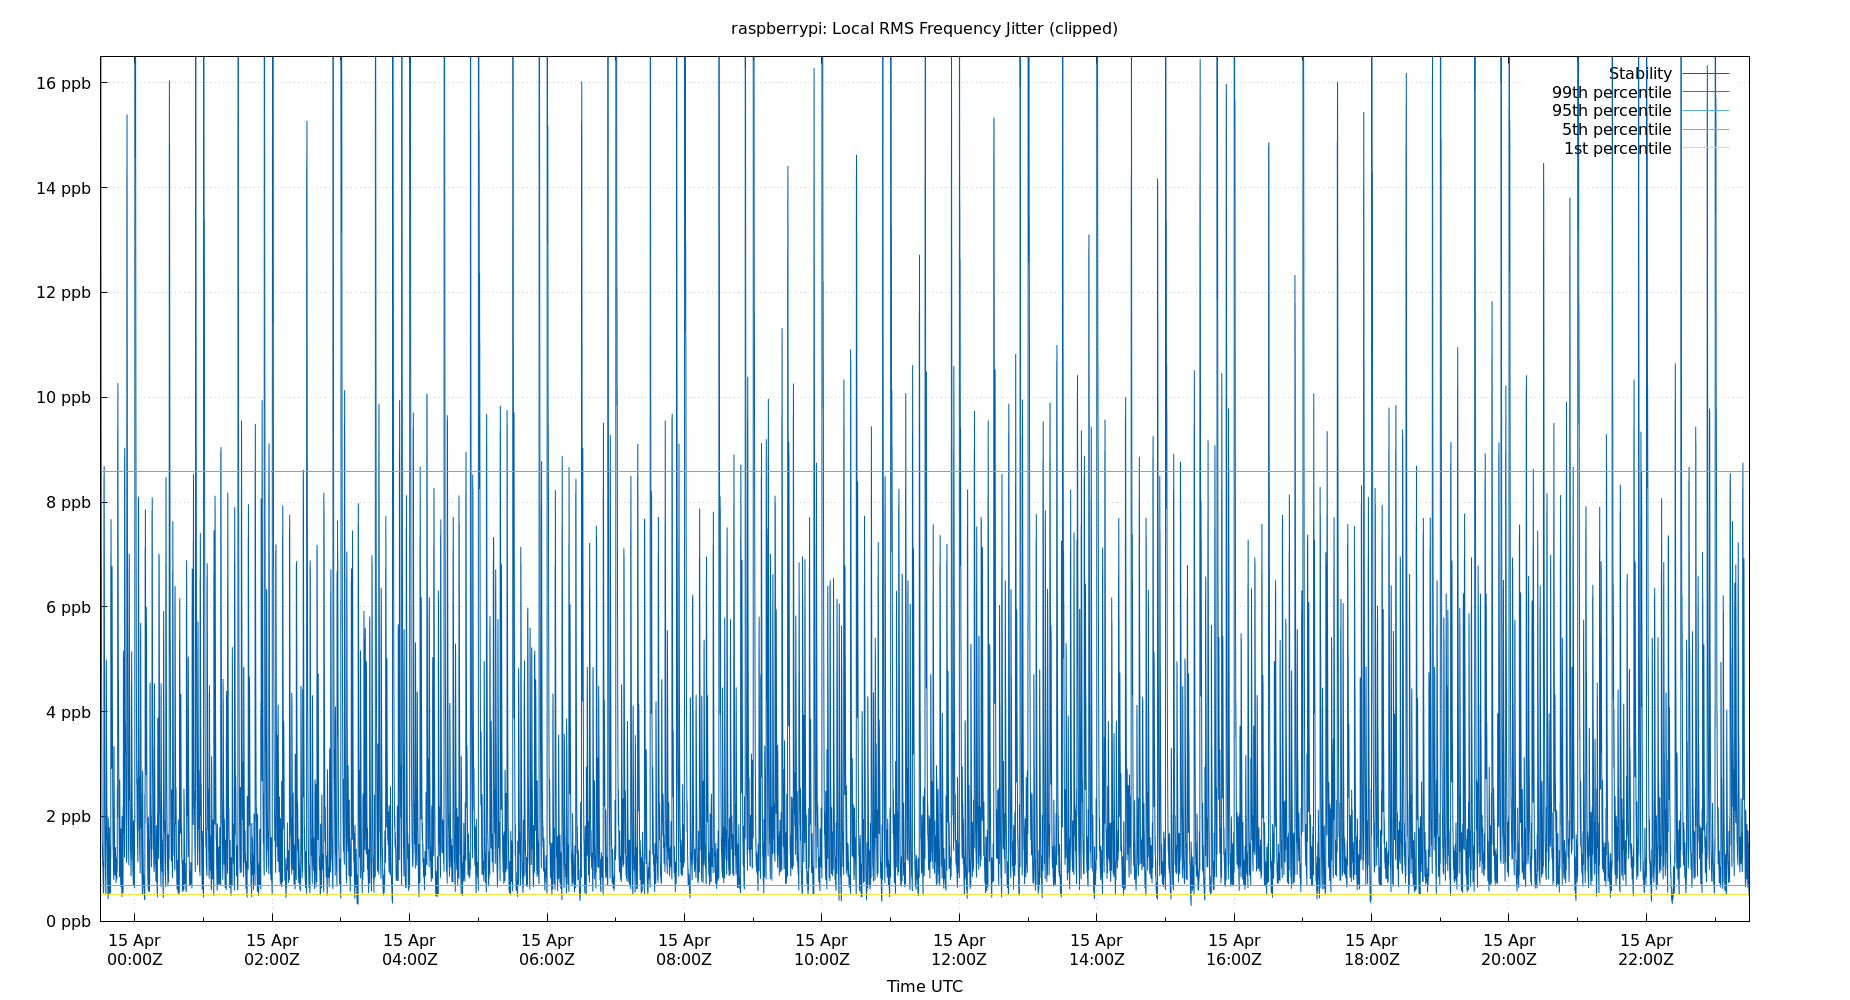 raspberrypi: Local RMS Frequency Jitter (clipped)
Stability
99th percentile
95th percentile
5th percentile
1st percentile
16 ppb
14 ppb
12 ppb
10 ppb
8 ppb
6 ppb
4 ppb
2 ppb
0 ppb
15 Apr 15 Apr 15 Apr 15 Apr 15 Apr 15 Apr 15 Apr 15 Apr 15 Apr 15 Apr 15 Apr 15 Apr
00:00Z 02:00Z 04:00Z 06:00Z 08:00Z 10:00Z 12:00Z 14:00Z 16:00Z 18:00Z 20:00Z 22:00Z
Time UTC